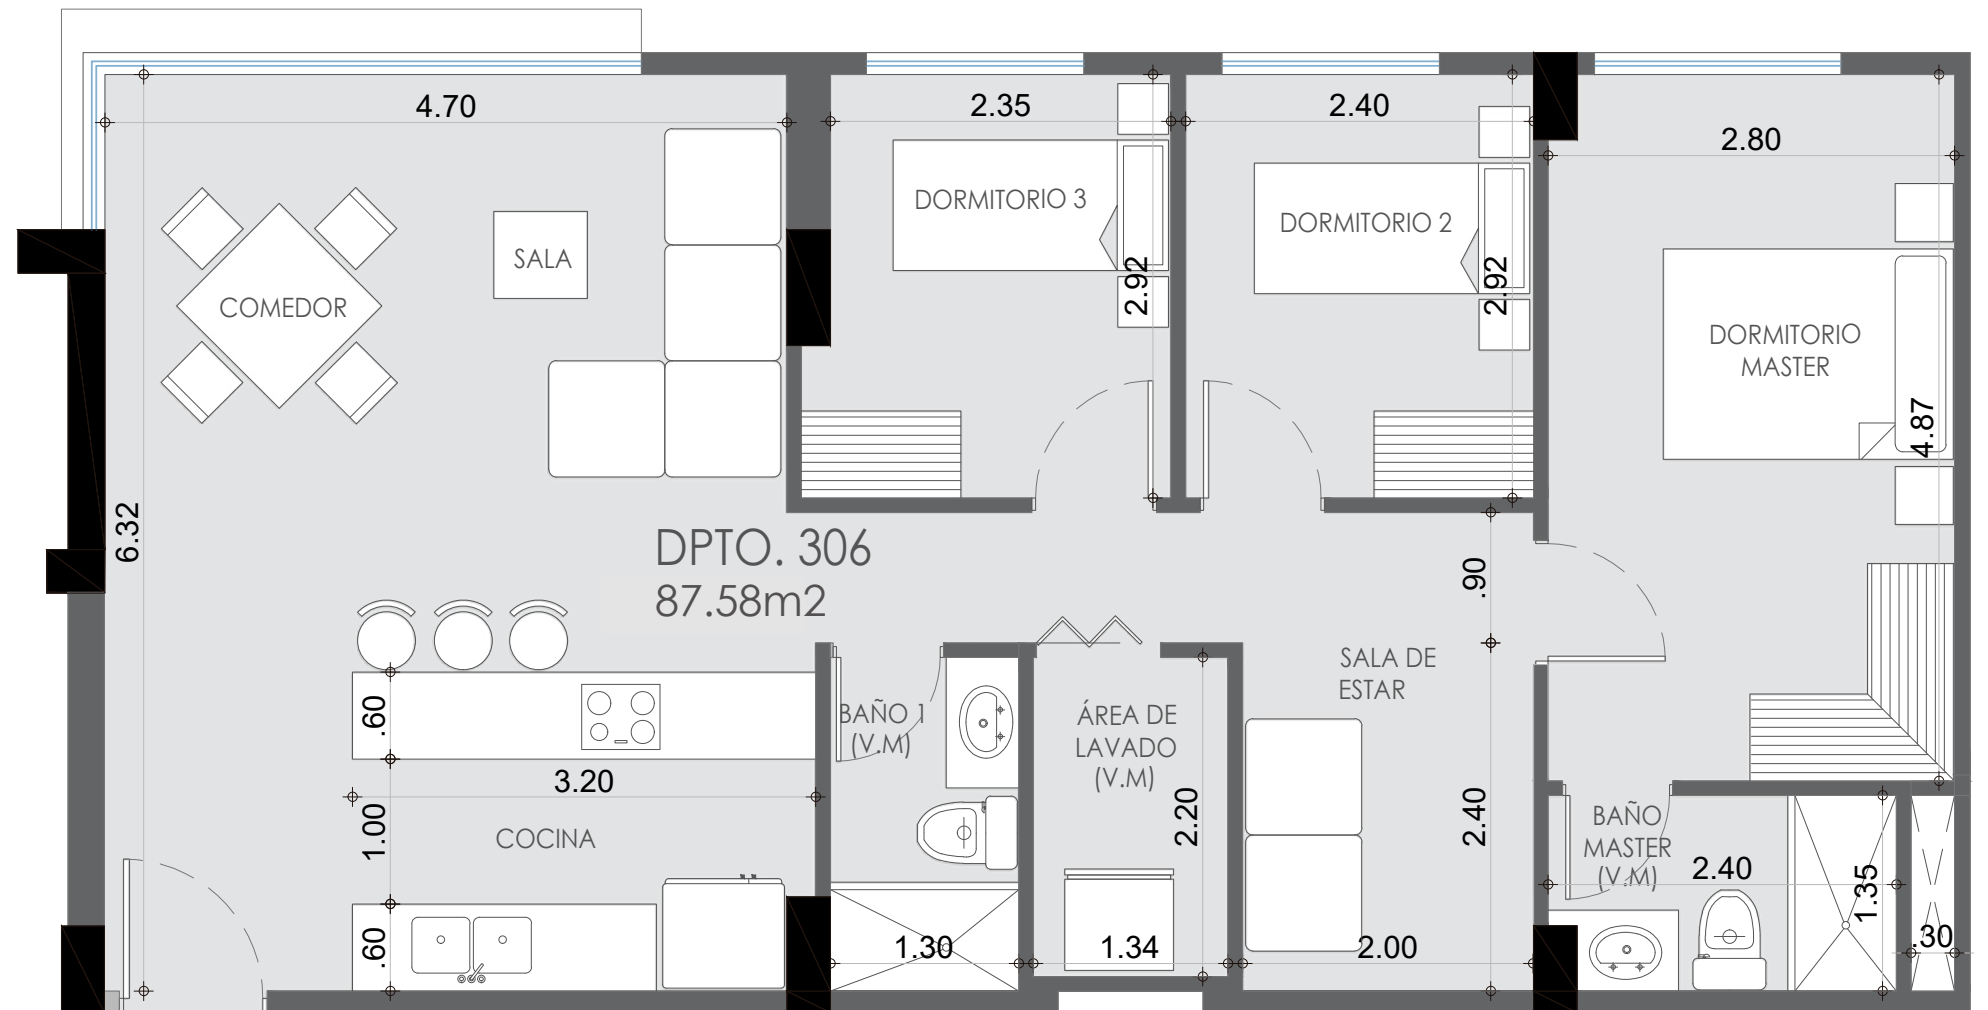 4.70
2.35
2.40
2.80
DORMITORIO 3
DORMITORIO 2
SALA
COMEDOR
2.92
2.92
DORMITORIO
MASTER
4.87
6.32
DPTO. 306
87.58m2
.90
SALA DE
ESTAR
.60
BAÑO 1
(V.M)
ÁREA DE
LAVADO
(V.M)
3.20
1.00
COCINA
2.20
2.40
BAÑO
MASTER
(V.M)
2.40
1.35
.60
1.30
1.34
2.00
.30